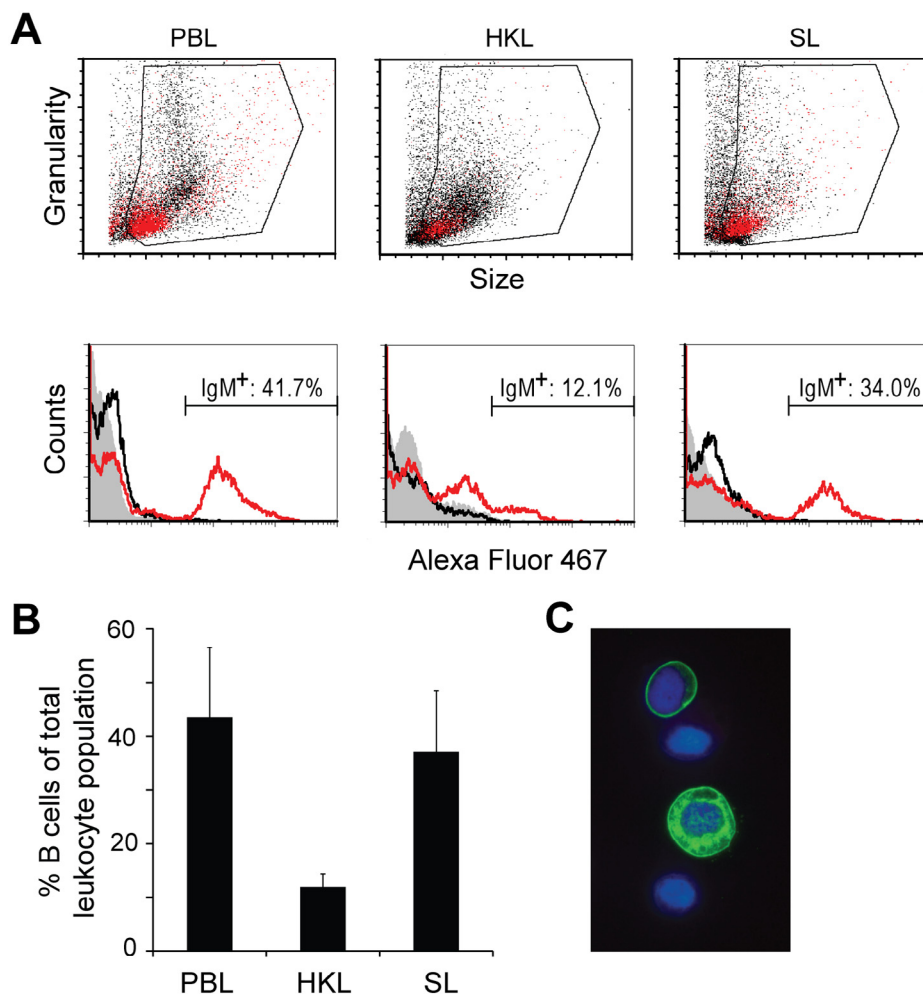 A
PBL
HKL
SL
Granularity
Size
IgM+: 41.7%
IgM+: 12.1%
IgM+: 34.0%
Counts
Alexa Fluor 467
B
C
% B cells of total
leukocyte population
60
40
20
0
PBL
HKL
SL